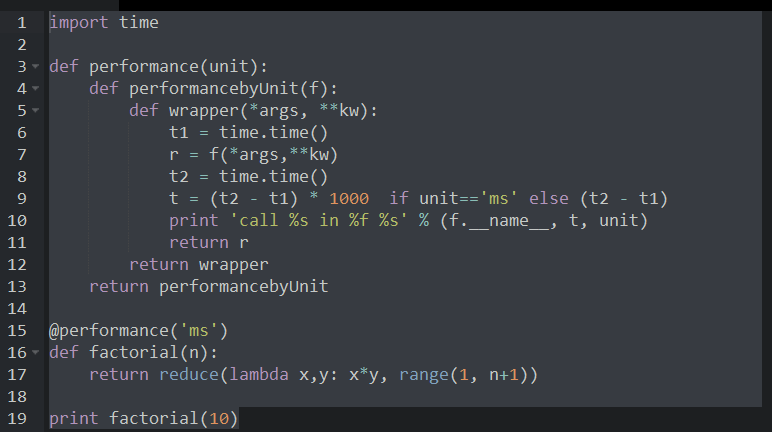 1 import time
2
3 def performance(unit):
4     def performancebyUnit(f):
5         def wrapper(*args, **kw):
6             t1 = time.time()
7             r = f(*args,**kw)
8             t2 = time.time()
9             t = (t2 - t1) * 1000  if unit=='ms' else (t2 - t1)
10             print 'call %s in %f %s' % (f.__name__, t, unit)
11             return r
12         return wrapper
13     return performancebyUnit
14
15 @performance('ms')
16 def factorial(n):
17     return reduce(lambda x,y: x*y, range(1, n+1))
18
19 print factorial(10)